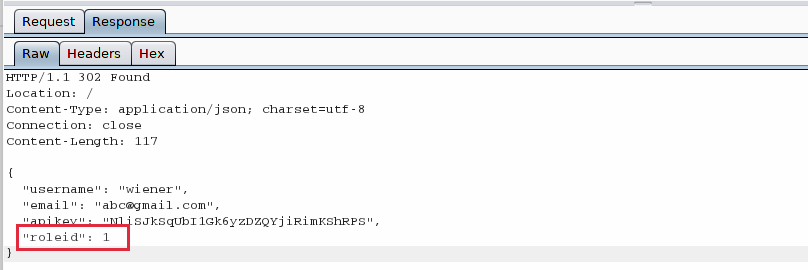 Request Response
Raw Headers Hex
HTTP/1.1 302 Found
Location: /
Content-Type: application/json; charset=utf-8
Connection: close
Content-Length: 117
{
"username": "wiener",
"email": "abc@gmail.com",
"apikey": "NliSJkSqUbI1Gk6yzDZQYjiRimKShRPS",
"roleid": 1
}